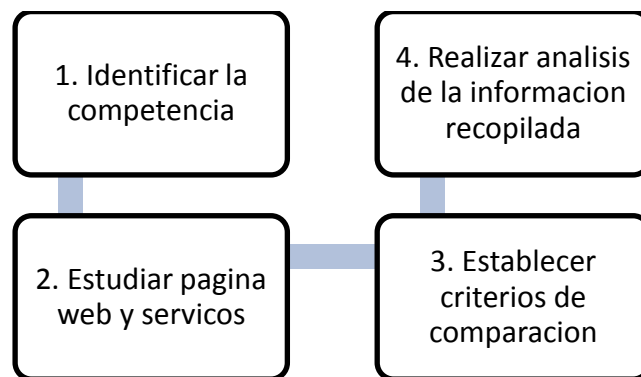 1. Identificar la
competencia
2. Estudiar pagina
web y servicos
3. Establecer
criterios de
comparacion
4. Realizar analisis
de la informacion
recopilada